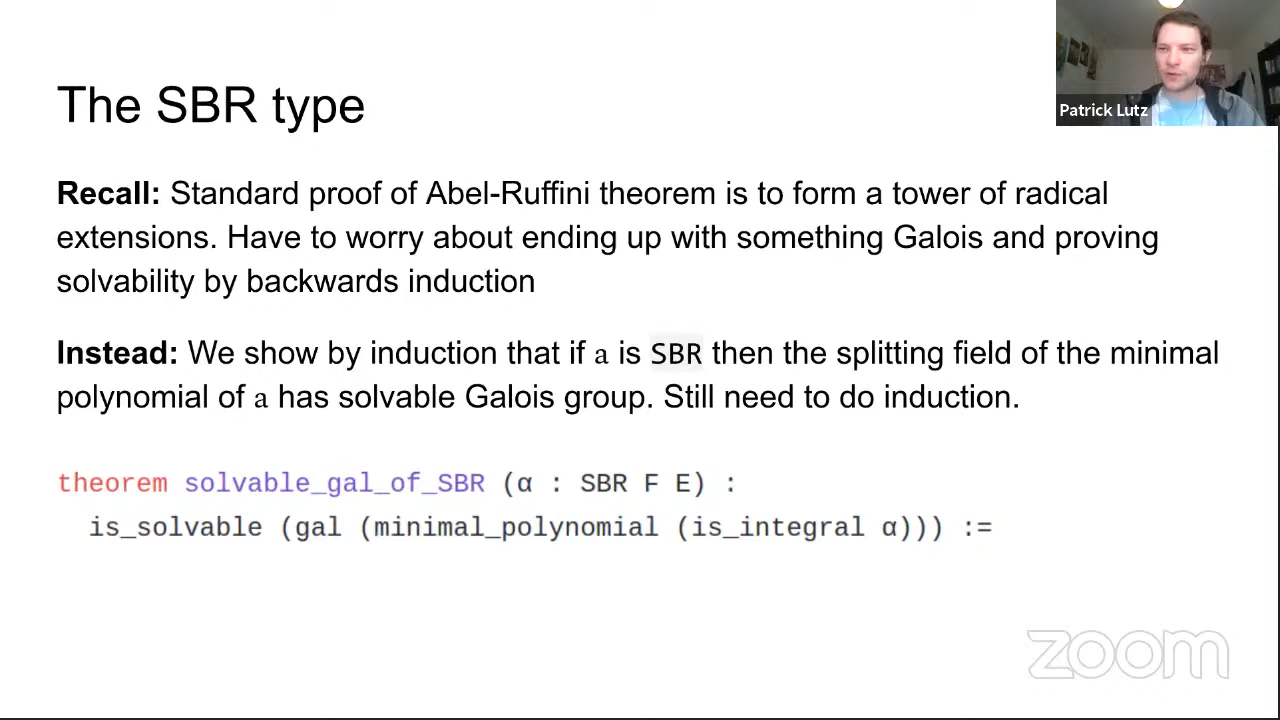 Patrick Lutz
The SBR type
Recall: Standard proof of Abel-Ruffini theorem is to form a tower of radical
extensions. Have to worry about ending up with something Galois and proving
solvability by backwards induction
Instead: We show by induction that if a is SBR then the splitting field of the minimal
polynomial of a has solvable Galois group. Still need to do induction.
theorem solvable_gal_of_SBR (α : SBR F E) :
is_solvable (gal (minimal_polynomial (is_integral α))) :=
zoom